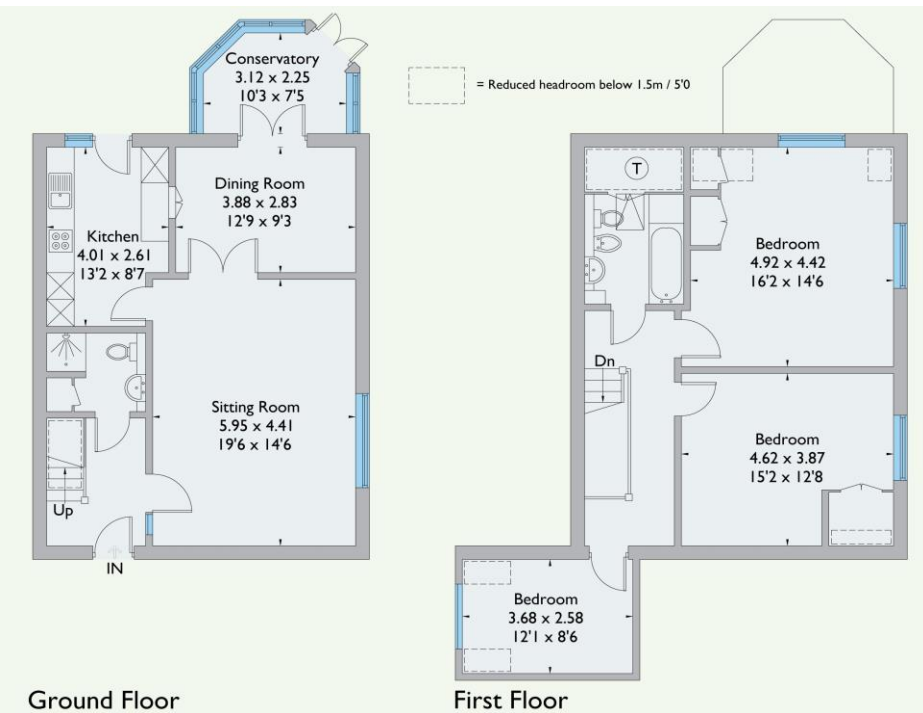 Conservatory
3.12 x 2.25
10'3 x 7'5
= Reduced headroom below 1.5m / 5'0
Dining Room
3.88 x 2.83
12'9 x 9'3
Kitchen
4.01 x 2.61
13'2 x 8'7
Sitting Room
5.95 x 4.41
19'6 x 14'6
Up
IN
T
Bedroom
4.92 x 4.42
16'2 x 14'6
Dn
Bedroom
4.62 x 3.87
15'2 x 12'8
Bedroom
3.68 x 2.58
12'1 x 8'6
Ground Floor
First Floor